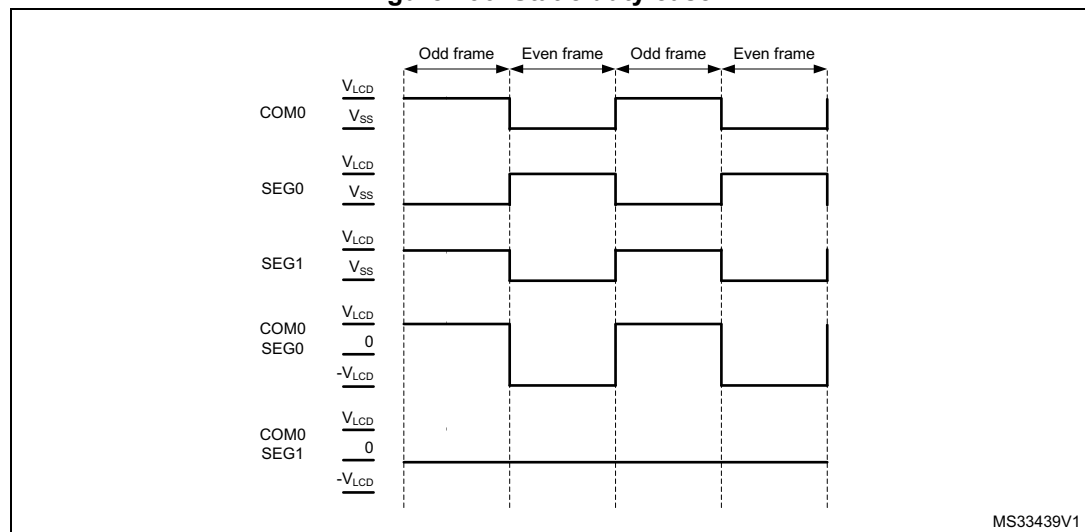 Odd frame Even frame Odd frame Even frame
VLCD
COM0
VSS
VLCD
SEG0
VSS
VLCD
SEG1
VSS
VLCD
COM0
SEG0
0
-VLCD
VLCD
COM0
SEG1
0
-VLCD
MS33439V1